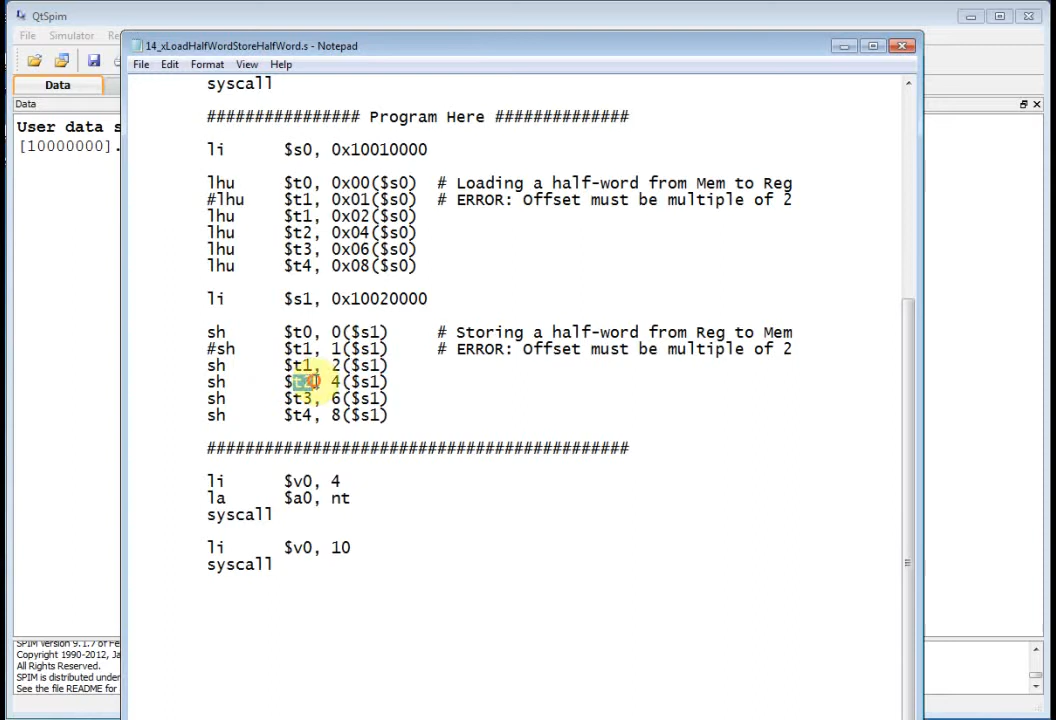 QtSpim
File Simulator
14_xLoadHalfWordStoreHalfWord.s - Notepad
File Edit Format View Help
Data
Data
User data s
[10000000].
syscall
################ Program Here ##############
li $s0, 0x10010000
lhu $t0, 0x00($s0) # Loading a half-word from Mem to Reg
#lhu $t1, 0x01($s0) # ERROR: Offset must be multiple of 2
lhu $t1, 0x02($s0)
lhu $t2, 0x04($s0)
lhu $t3, 0x06($s0)
lhu $t4, 0x08($s0)
li $s1, 0x10020000
sh $t0, 0($s1) # Storing a half-word from Reg to Mem
#sh $t1, 1($s1) # ERROR: Offset must be multiple of 2
sh $t1, 2($s1)
sh $t2, 4($s1)
sh $t3, 6($s1)
sh $t4, 8($s1)
############################################
li $v0, 4
la $a0, nt
syscall
li $v0, 10
syscall
SPIM Version 9.1.7 of Fe
Copyright 1990-2012, Ja
All Rights Reserved.
SPIM is distributed under
See the file README for